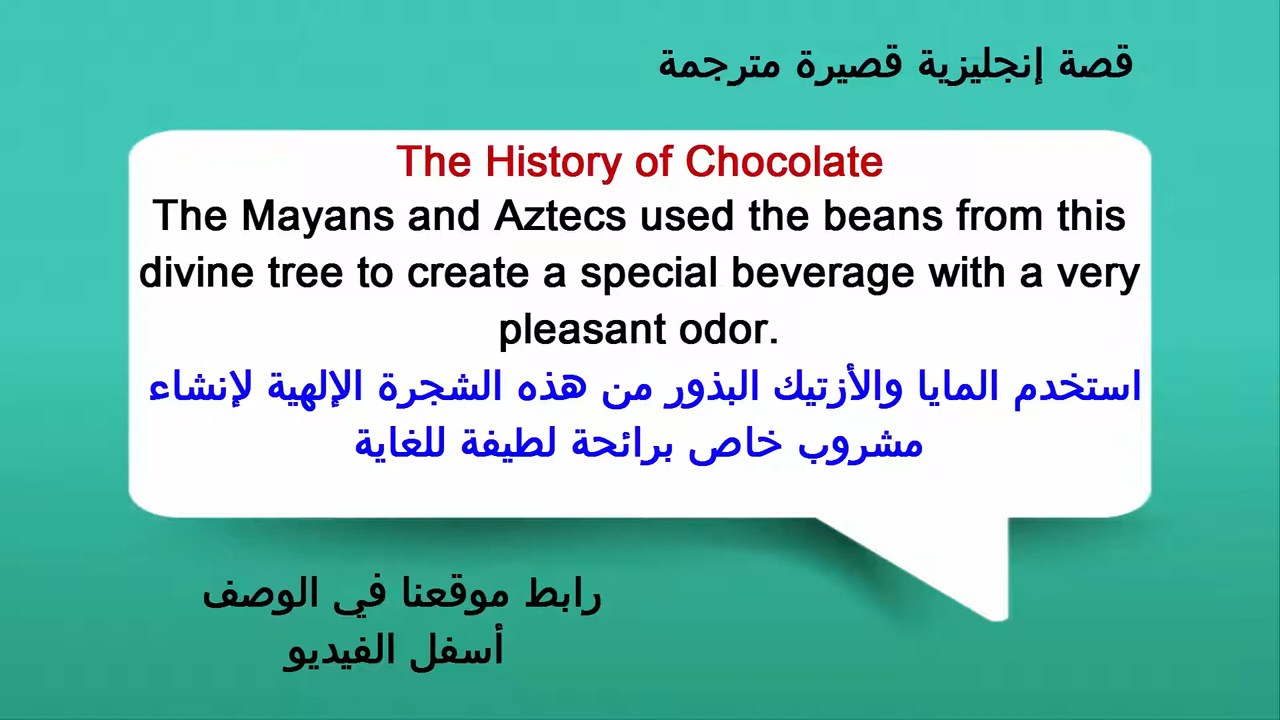 قصة إنجليزية قصيرة مترجمة
The History of Chocolate
The Mayans and Aztecs used the beans from this
divine tree to create a special beverage with a very
pleasant odor.
استخدم المايا والأزتيك البذور من هذه الشجرة الإلهية لإنشاء
مشروب خاص برائحة لطيفة للغاية
رابط موقعنا في الوصف
أسفل الفيديو